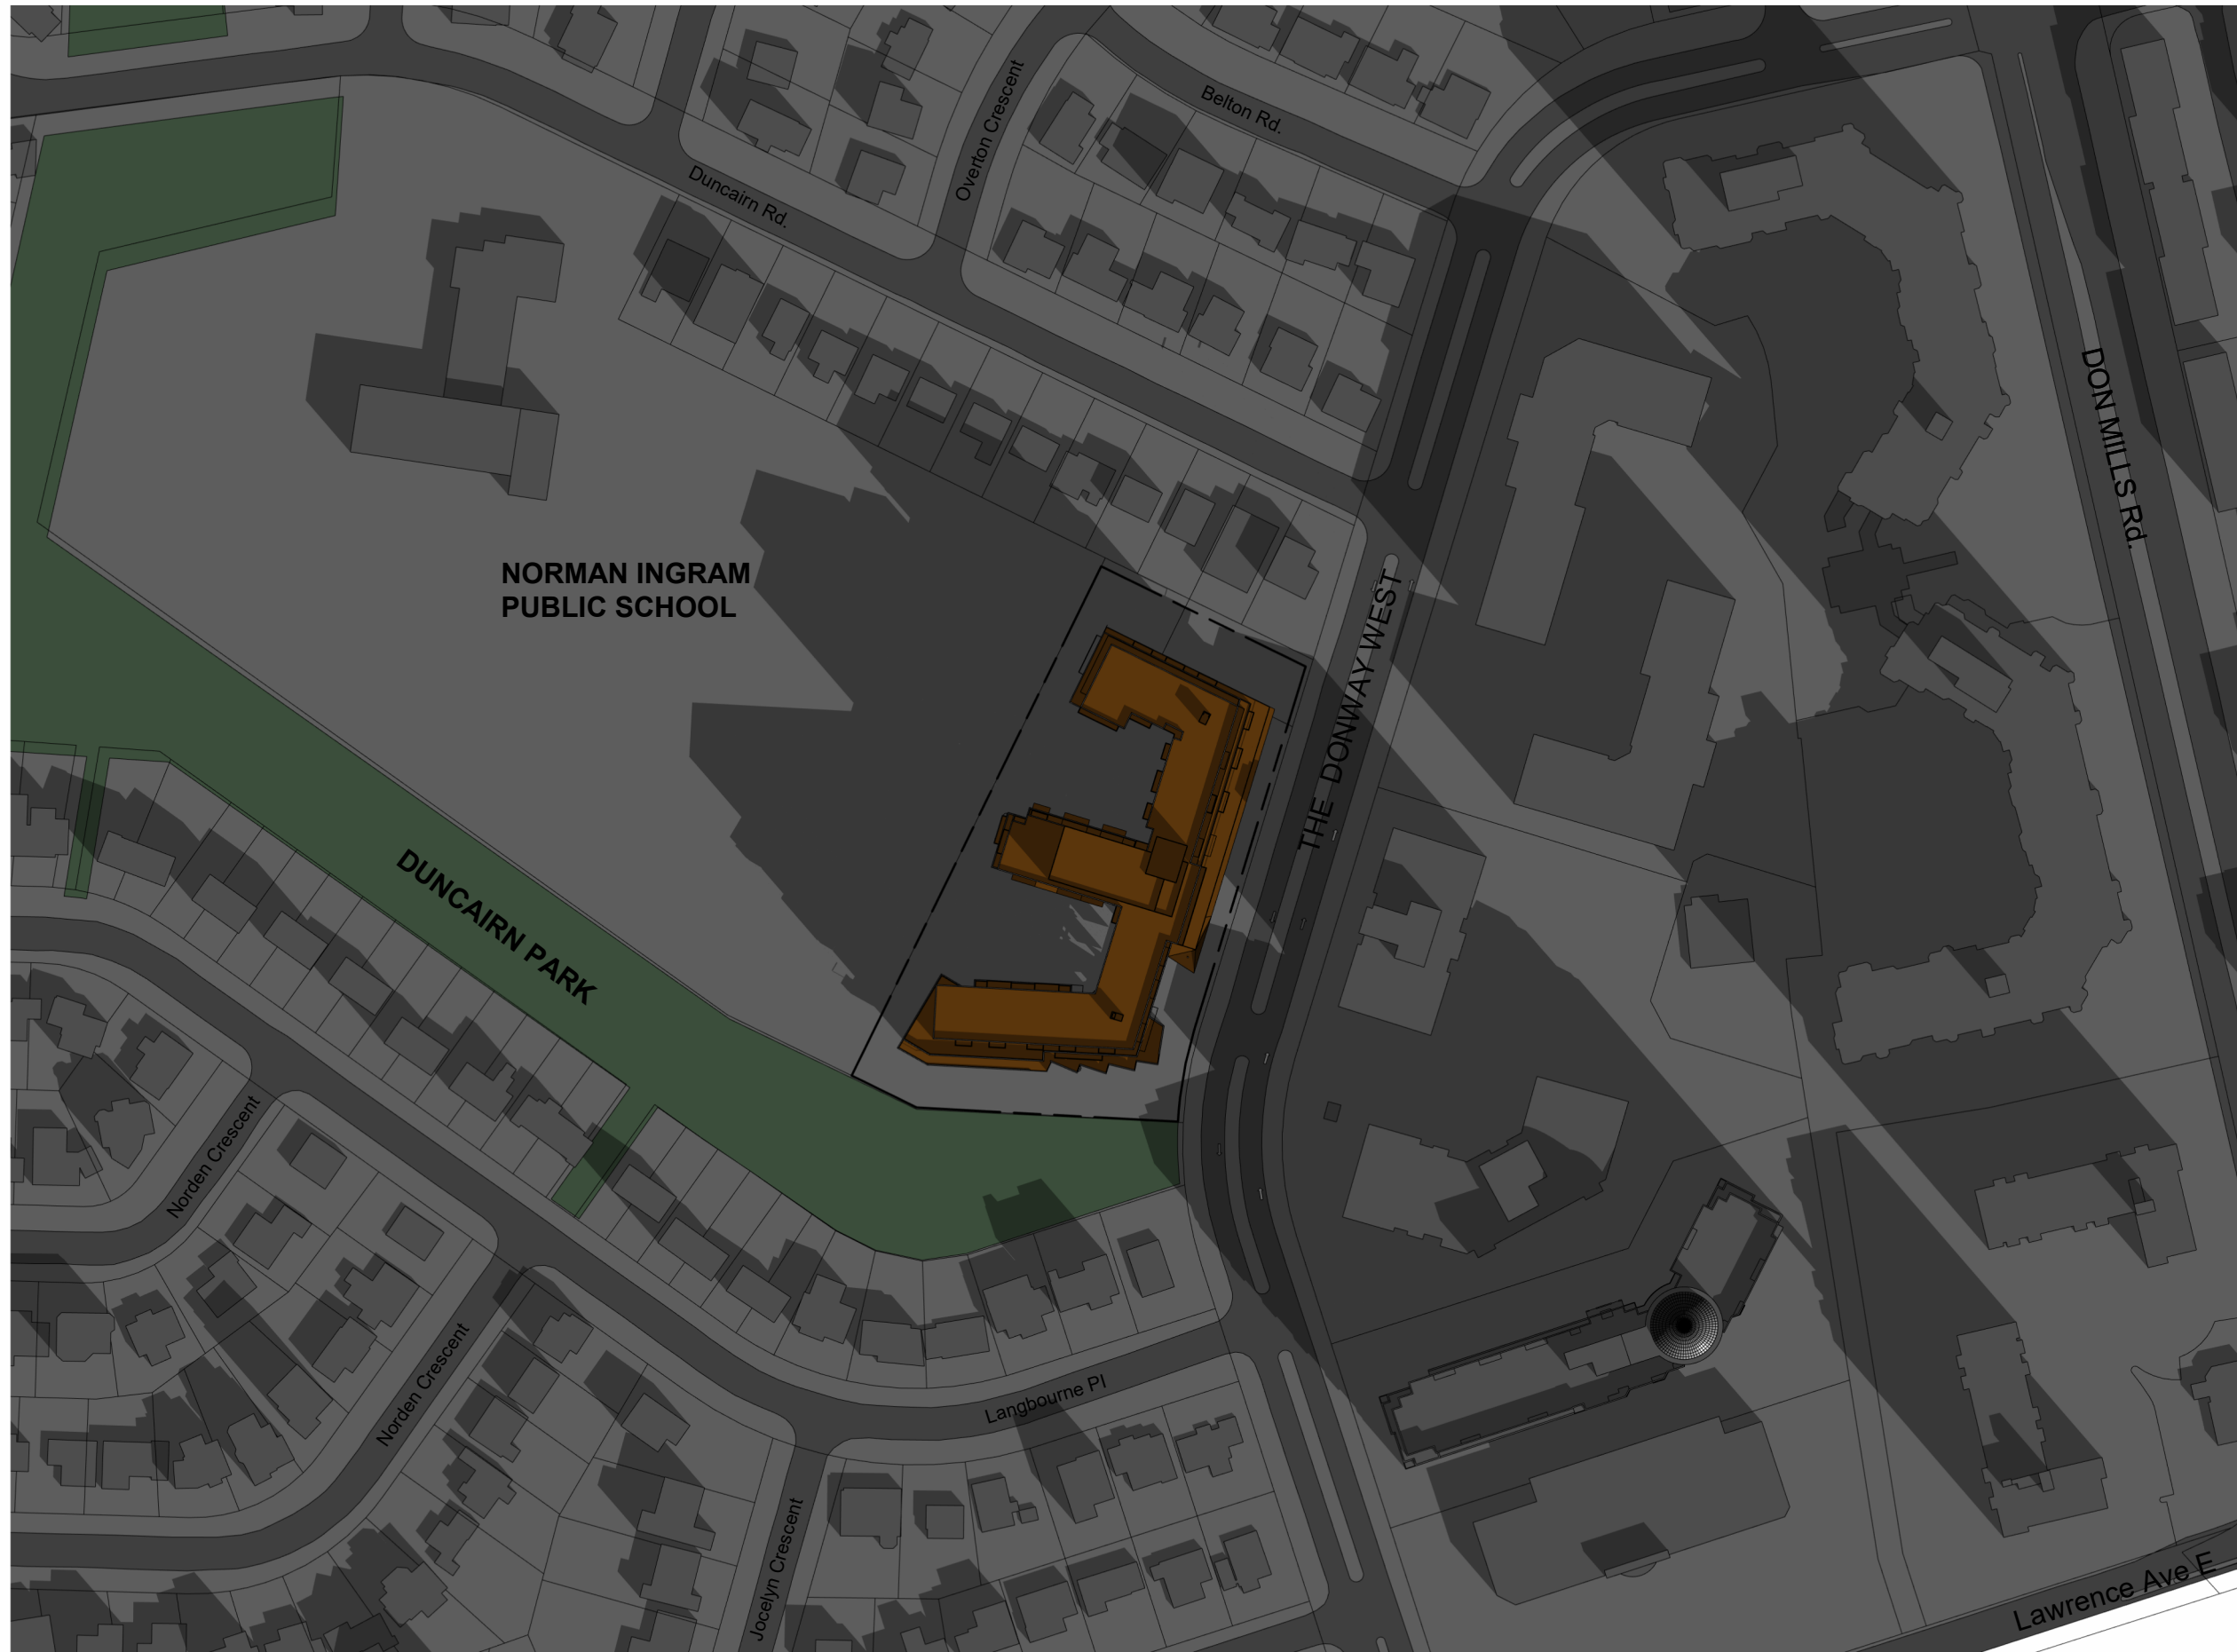 Belton Rd.
Overton Crescent
Duncairn Rd.
DON MILLS Rd.
NORMAN INGRAM
PUBLIC SCHOOL
THE DONWAY WEST
DUNCAIRN PARK
Norden Crescent
Norden Crescent
Langbourne Pl
Jocelyn Crescent
Lawrence Ave E